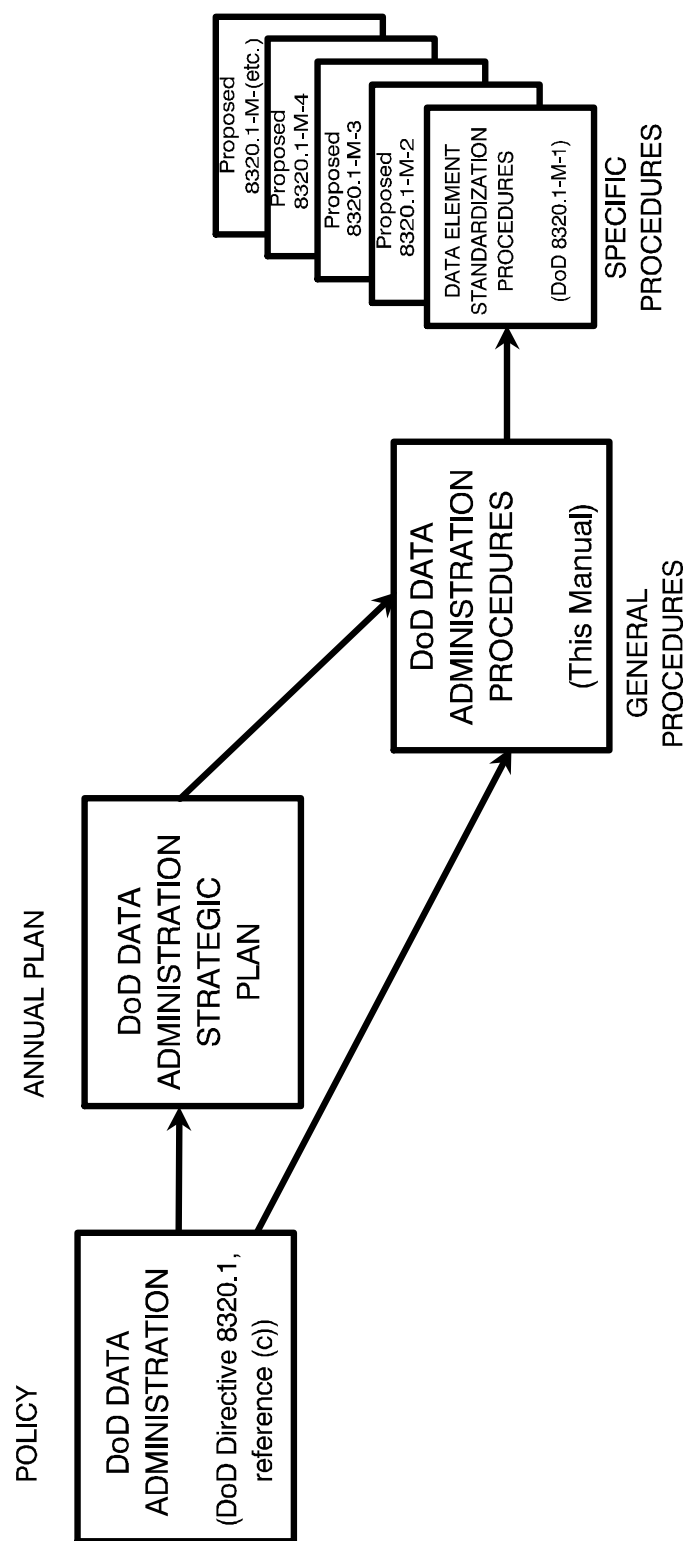 POLICY
DoD DATA
ADMINISTRATION
(DoD Directive 8320.1,
reference (c))
ANNUAL PLAN
DoD DATA
ADMINISTRATION
STRATEGIC
PLAN
DoD DATA
ADMINISTRATION
PROCEDURES
(This Manual)
GENERAL
PROCEDURES
Proposed
8320.1-M-(etc.)
Proposed
8320.1-M-4
Proposed
8320.1-M-3
Proposed
8320.1-M-2
DATA ELEMENT
STANDARDIZATION
PROCEDURES
(DoD 8320.1-M-1)
SPECIFIC
PROCEDURES